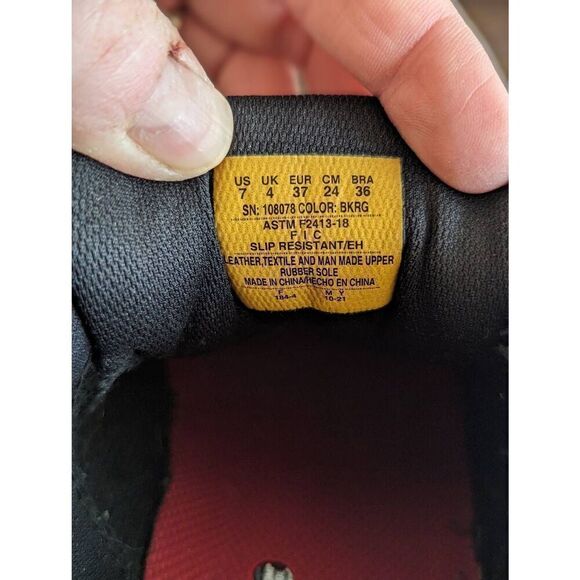 US UK EUR CM BRA
7 4 37 24 36
SN: 108078 COLOR: BKRG
ASTM F2413-18
F I C
SLIP RESISTANT/EH
LEATHER,TEXTILE AND MAN MADE UPPER
RUBBER SOLE
MADE IN CHINA/HECHO EN CHINA
F M Y
184-4 10-21